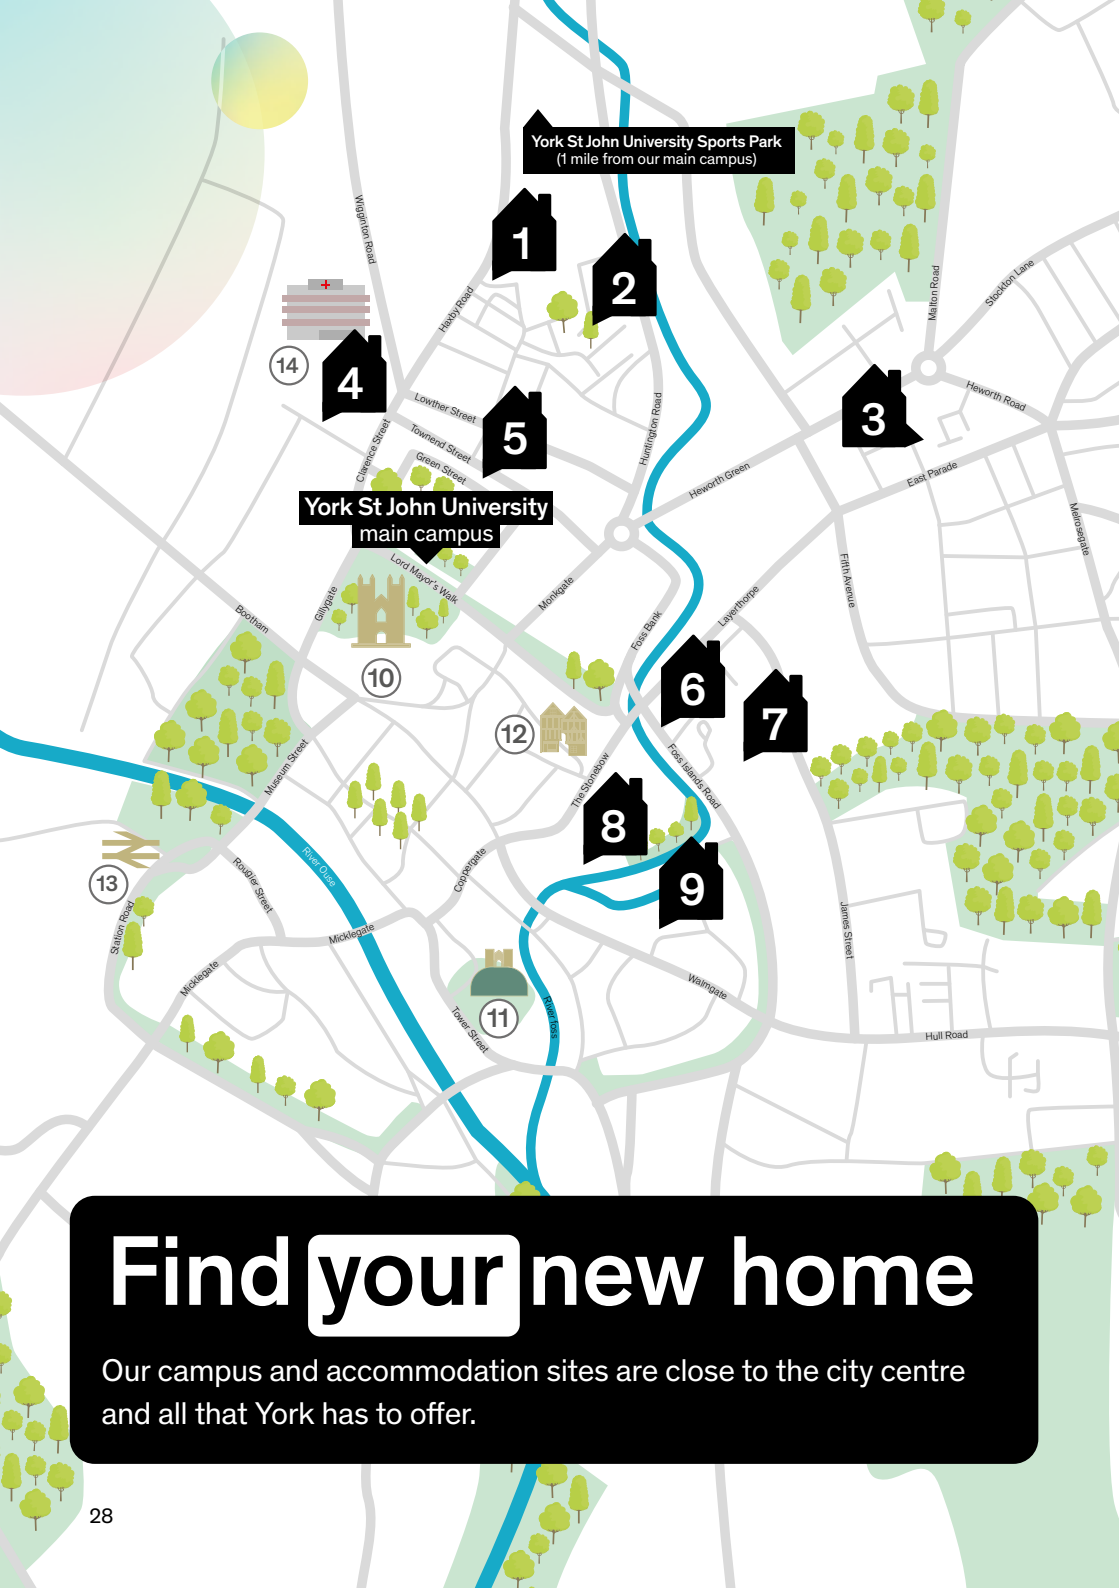 York St John University Sports Park
(1 mile from our main campus)
Wigginton Road
1
2
Haxby Road
Malton Road
Stockton Lane
14
4
3
Heworth Road
Lowther Street
5
Townend Street
Clarence Street
Green Street
Huntington Road
Heworth Green
East Parade
Melrosegate
York St John University
main campus
Lord Mayor's Walk
Monkgate
Fifth Avenue
Layerthorpe
Gillygate
Bootham
Foss Bank
10
6
7
12
Museum Street
The Stonebow
Foss Islands Road
8
River Ouse
Coppergate
9
13
Rougier Street
Station Road
Micklegate
Micklegate
James Street
Walmgate
11
Tower Street
River foss
Hull Road
Find your new home
Our campus and accommodation sites are close to the city centre
and all that York has to offer.
28